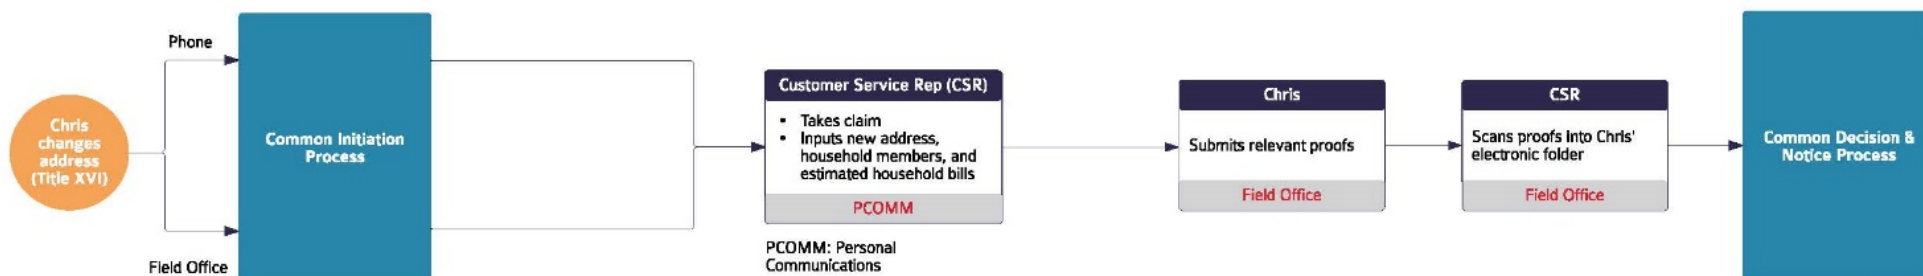 Chris
changes
address
(Title XVI)
Phone
Field Office
Common Initiation
Process
Customer Service Rep (CSR)
• Takes claim
• Inputs new address,
household members, and
estimated household bills
PCOMM
PCOMM: Personal
Communications
Chris
Submits relevant proofs
Field Office
CSR
Scans proofs into Chris'
electronic folder
Field Office
Common Decision &
Notice Process